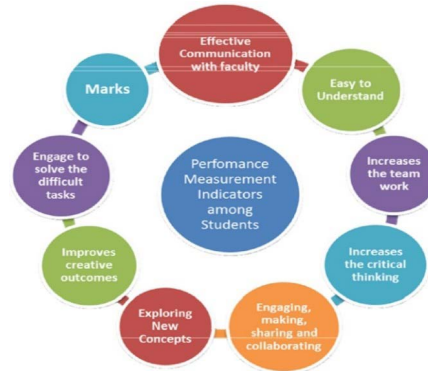 Effective
Communication
with faculty
Easy to
Understand
Increases
the team
work
Increases
the critical
thinking
Engaging,
making,
sharing and
collaborating
Exploring
New
Concepts
Improves
creative
outcomes
Engage to
solve the
difficult
tasks
Marks
Perfomance
Measurement
Indicators
among
Students